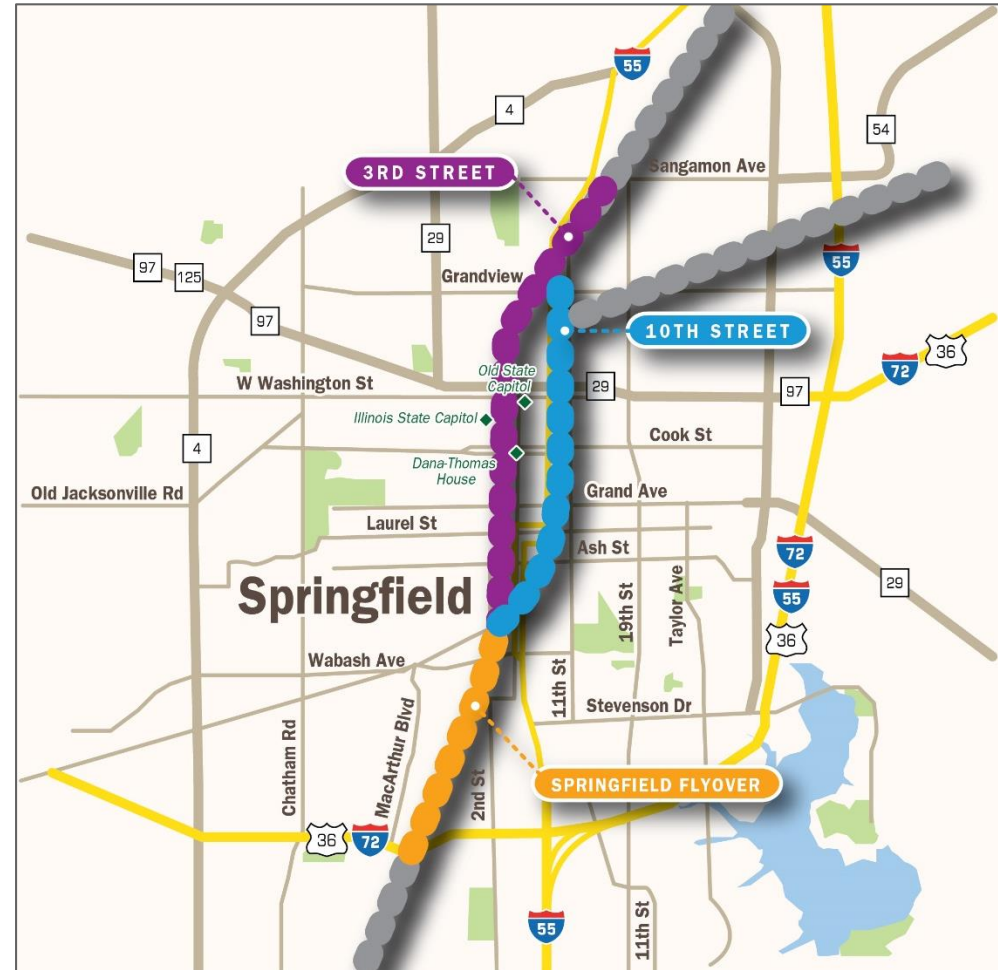 55
4
54
3RD STREET
Sangamon Ave
29
97
125
Grandview
55
97
10TH STREET
36
72
Old State
Capitol
W Washington St
29
97
Illinois State Capitol
4
Cook St
Dana-Thomas
House
Old Jacksonville Rd
Grand Ave
Laurel St
Ash St
72
29
55
Springfield
19th St
Taylor Ave
36
Wabash Ave
11th St
Stevenson Dr
Chatham Rd
MacArthur Blvd
2nd St
SPRINGFIELD FLYOVER
36
72
55
11th St